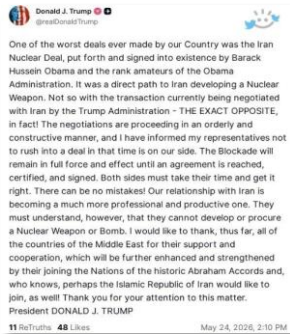 Donald J. Trump
@realDonaldTrump
One of the worst deals ever made by our Country was the Iran
Nuclear Deal, put forth and signed into existence by Barack
Hussein Obama and the rank amateurs of the Obama
Administration. It was a direct path to Iran developing a Nuclear
Weapon. Not so with the transaction currently being negotiated
with Iran by the Trump Administration - THE EXACT OPPOSITE,
in fact! The negotiations are proceeding in an orderly and
constructive manner, and I have informed my representatives not
to rush into a deal in that time is on our side. The Blockade will
remain in full force and effect until an agreement is reached,
certified, and signed. Both sides must take their time and get it
right. There can be no mistakes! Our relationship with Iran is
becoming a much more professional and productive one. They
must understand, however, that they cannot develop or procure
a Nuclear Weapon or Bomb. I would like to thank, thus far, all of
the countries of the Middle East for their support and
cooperation, which will be further enhanced and strengthened
by their joining the Nations of the historic Abraham Accords and,
who knows, perhaps the Islamic Republic of Iran would like to
join, as well! Thank you for your attention to this matter.
President DONALD J. TRUMP
11 ReTruths 48 Likes
May 24, 2026, 2:10 PM